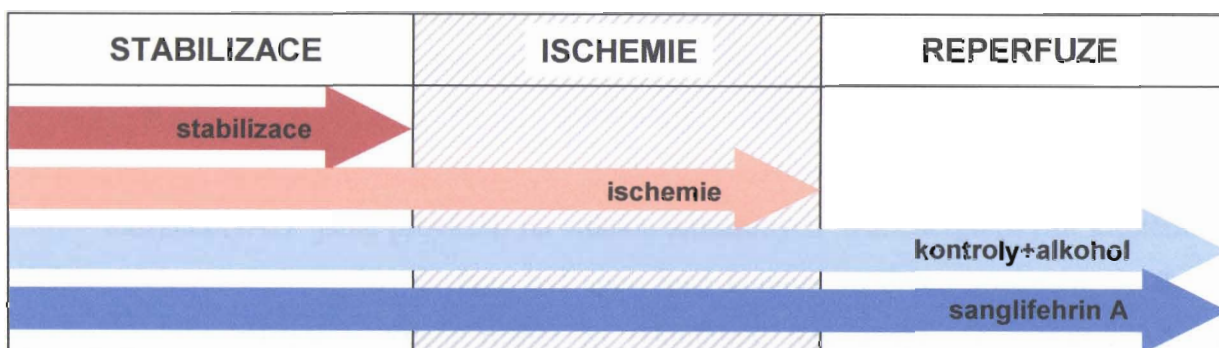 STABILIZACE ISCHEMIE REPERFUZE
stabilizace
ischemie
kontroly+alkohol
sanglifehrin A